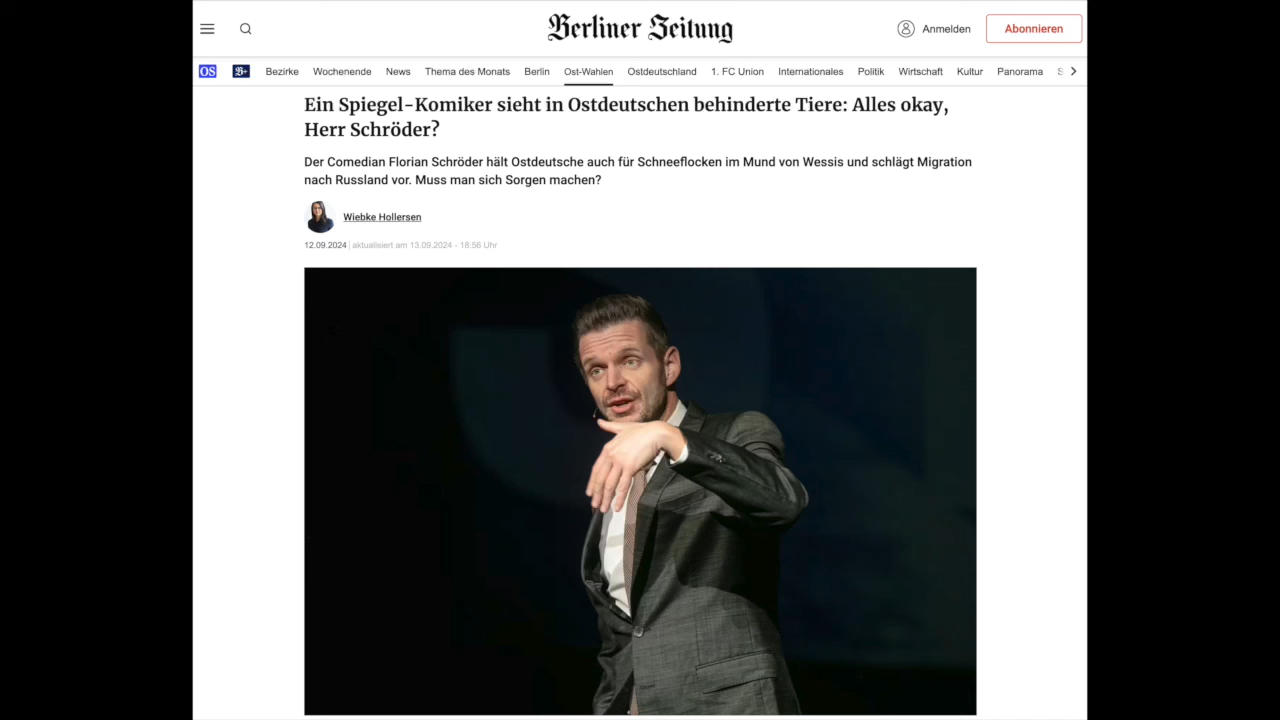 Berliner Zeitung
Anmelden
Abonnieren
OS B+ Bezirke Wochenende News Thema des Monats Berlin Ost-Wahlen Ostdeutschland 1. FC Union Internationales Politik Wirtschaft Kultur Panorama S
Ein Spiegel-Komiker sieht in Ostdeutschen behinderte Tiere: Alles okay,
Herr Schröder?
Der Comedian Florian Schröder hält Ostdeutsche auch für Schneeflocken im Mund von Wessis und schlägt Migration
nach Russland vor. Muss man sich Sorgen machen?
Wiebke Hollersen
12.09.2024 | aktualisiert am 13.09.2024 - 18:56 Uhr